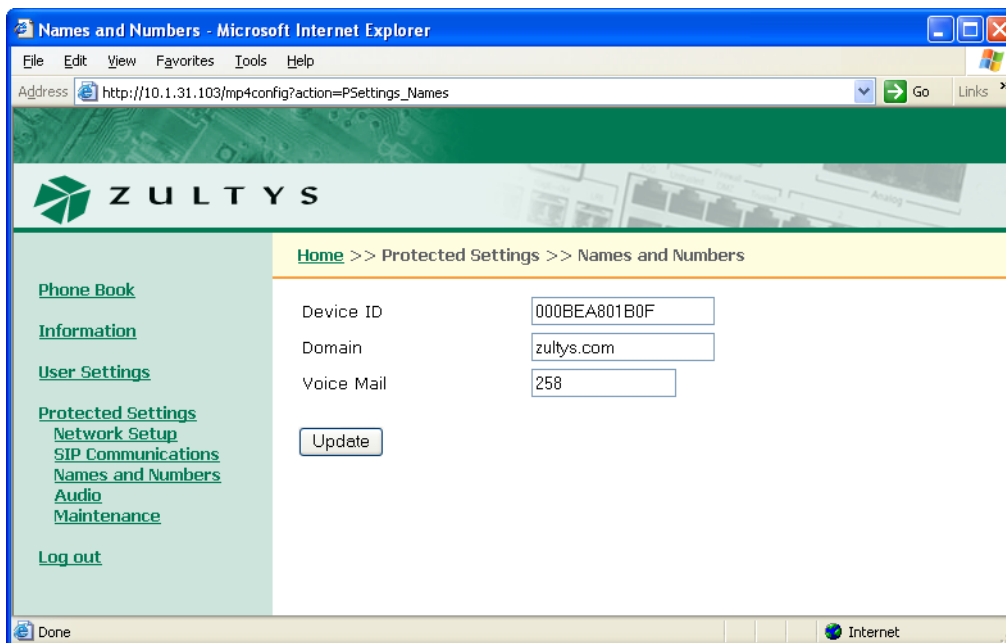 Names and Numbers - Microsoft Internet Explorer
File Edit View Favorites Tools Help
Address http://10.1.31.103/mp4config?action=PSettings_Names Go Links »
ZULTYS
Analog
Home >> Protected Settings >> Names and Numbers
Phone Book
Information
User Settings
Protected Settings
Network Setup
SIP Communications
Names and Numbers
Audio
Maintenance
Log out
Device ID 000BEA801B0F
Domain zultys.com
Voice Mail 258
Update
Done Internet